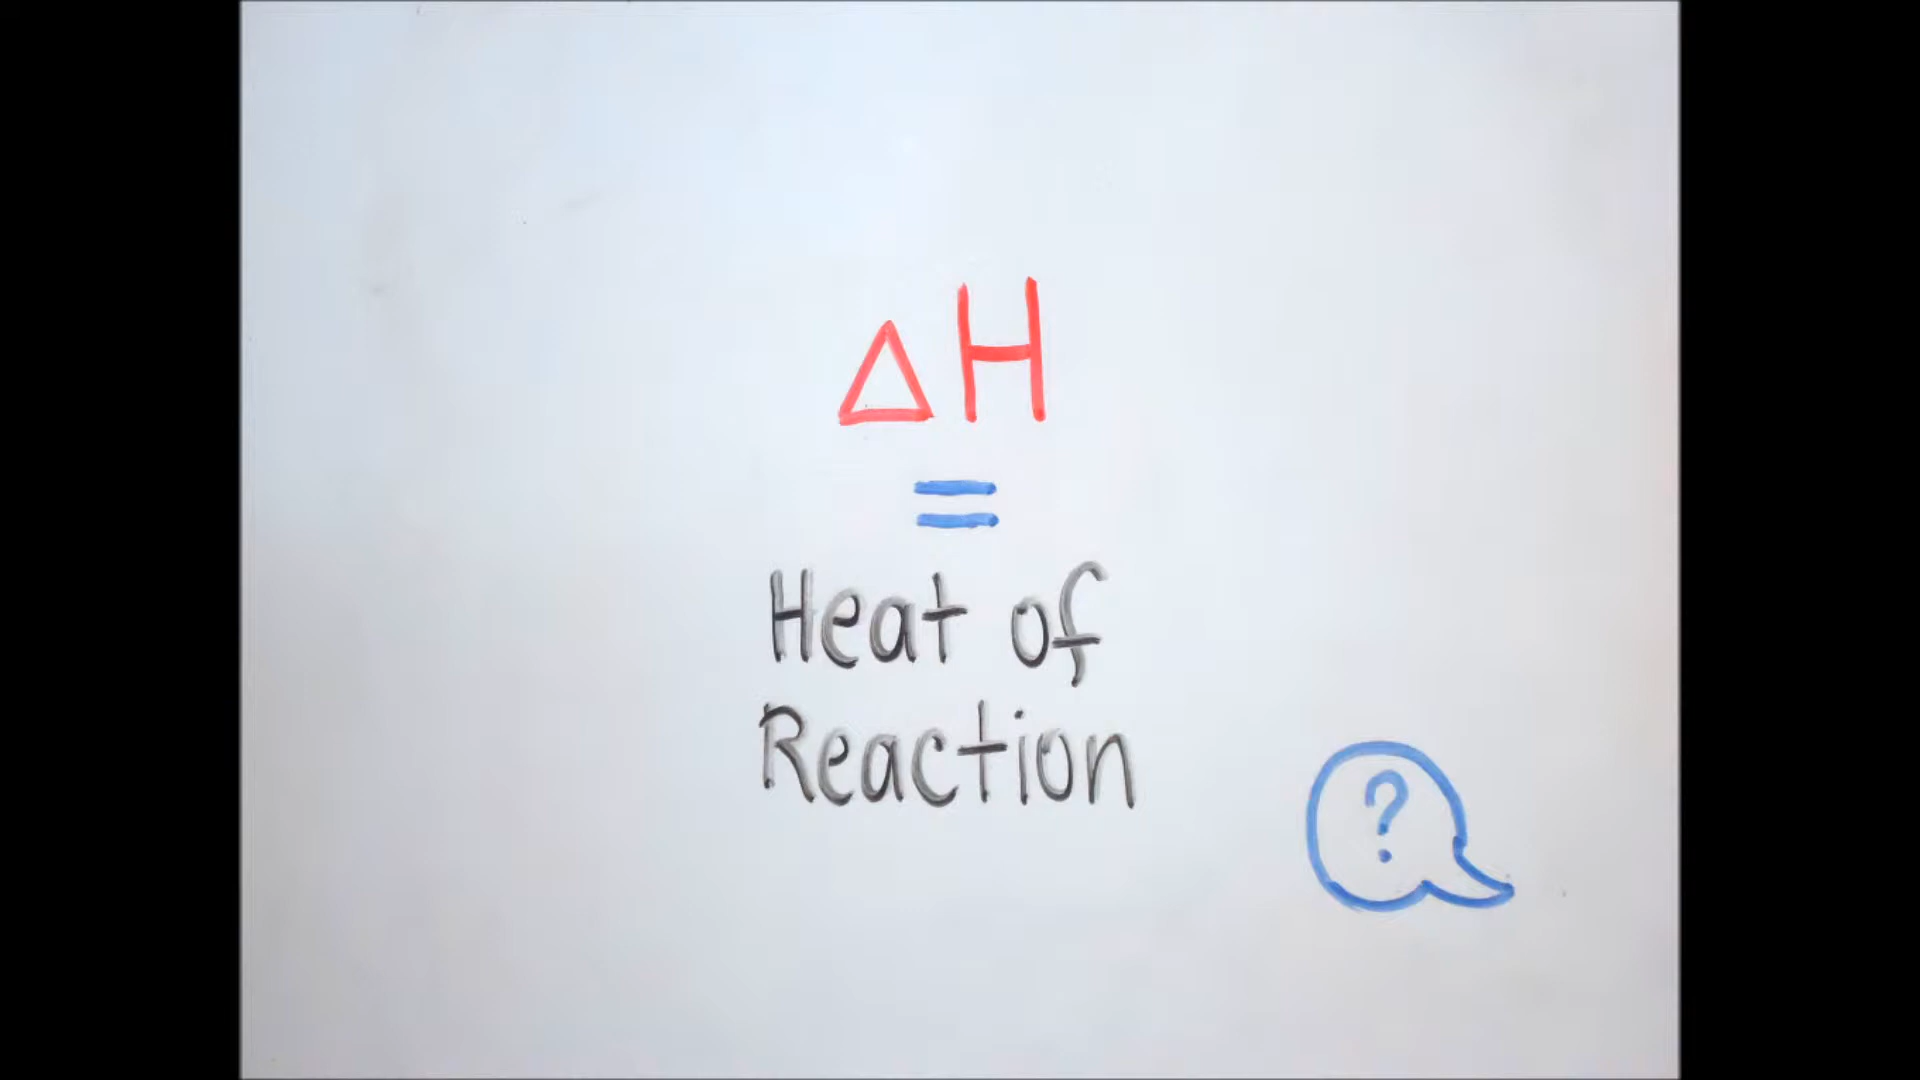 ΔH
=
Heat of
Reaction
?